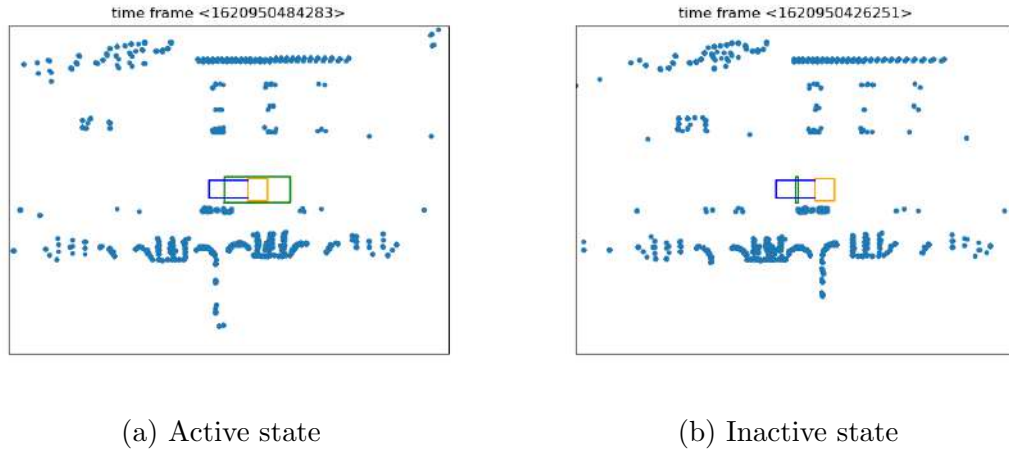 time frame <1620950484283>
time frame <1620950426251>
(a) Active state
(b) Inactive state